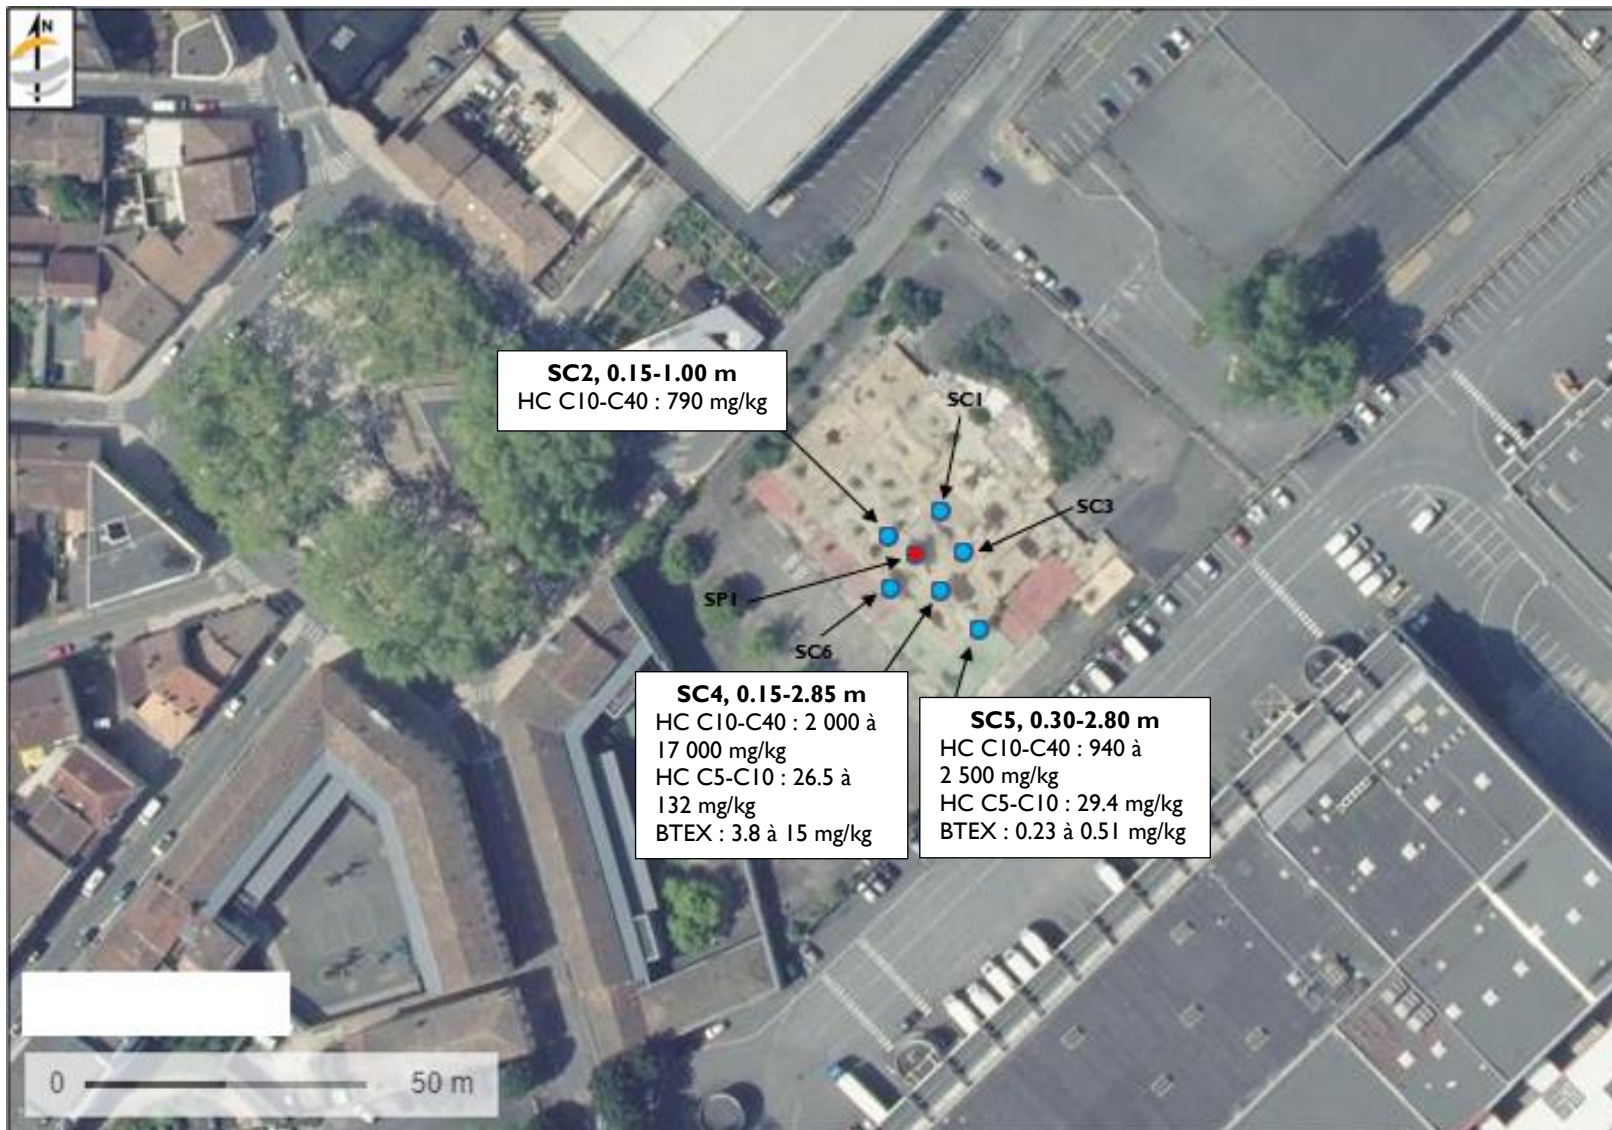 N
SC2, 0.15-1.00 m
HC C10-C40 : 790 mg/kg
SC1
SC3
SP1
SC6
SC4, 0.15-2.85 m
HC C10-C40 : 2 000 à
17 000 mg/kg
HC C5-C10 : 26.5 à
132 mg/kg
BTEX : 3.8 à 15 mg/kg
SC5, 0.30-2.80 m
HC C10-C40 : 940 à
2 500 mg/kg
HC C5-C10 : 29.4 mg/kg
BTEX : 0.23 à 0.51 mg/kg
0 50 m